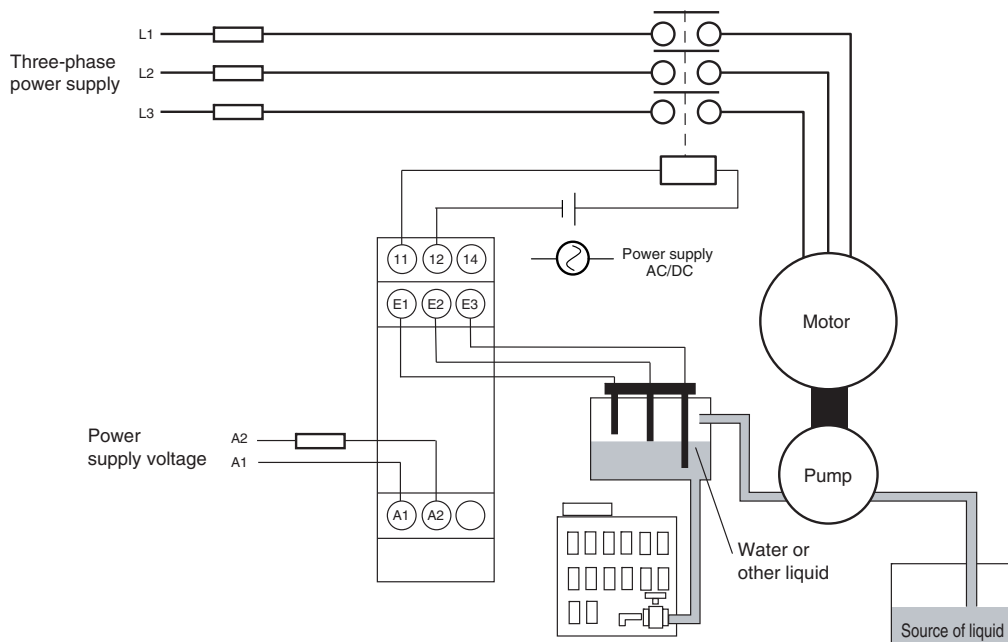 L1
Three-phase
power supply
L2
L3
11 12 14
Power supply
AC/DC
E1 E2 E3
Motor
Power
supply voltage
A2
A1
A1 A2
Pump
Water or
other liquid
Source of liquid